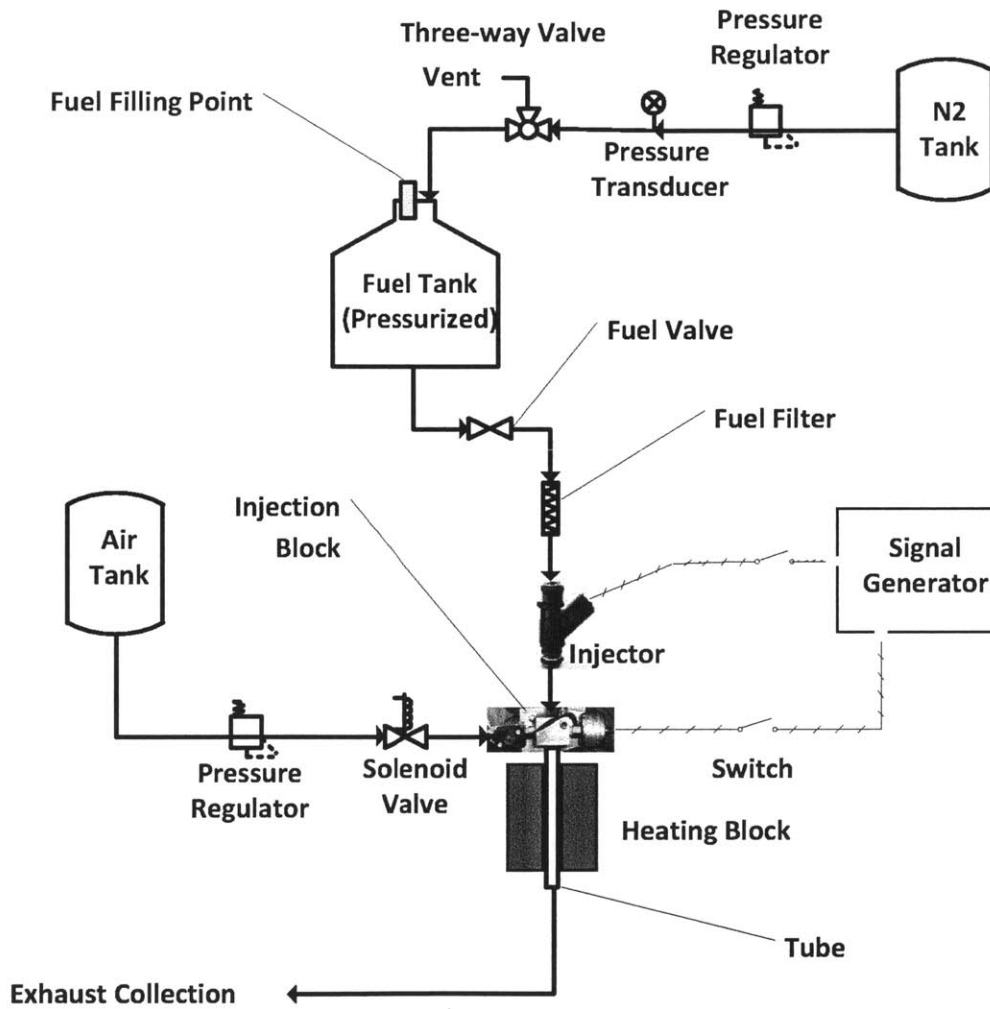 Three-way Valve
Vent
Pressure
Regulator
Fuel Filling Point
N2
Tank
Pressure
Transducer
Fuel Tank
(Pressurized)
Fuel Valve
Fuel Filter
Injection
Block
Air
Tank
Signal
Generator
Injector
Pressure
Regulator
Solenoid
Valve
Switch
Heating Block
Tube
Exhaust Collection